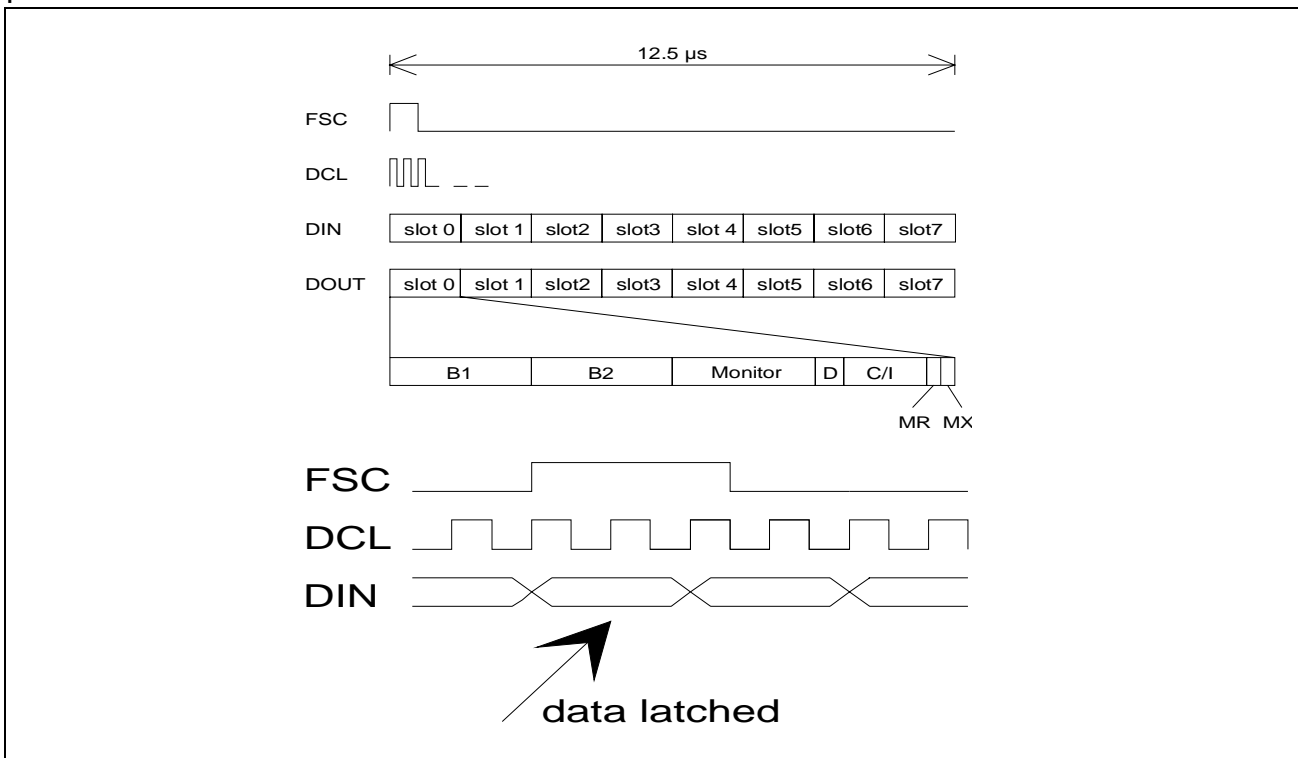 12.5 µs
FSC
DCL
DIN slot 0 slot 1 slot2 slot3 slot 4 slot5 slot6 slot7
DOUT slot 0 slot 1 slot2 slot3 slot 4 slot5 slot6 slot7
B1 B2 Monitor D C/I
MR MX
FSC
DCL
DIN
data latched